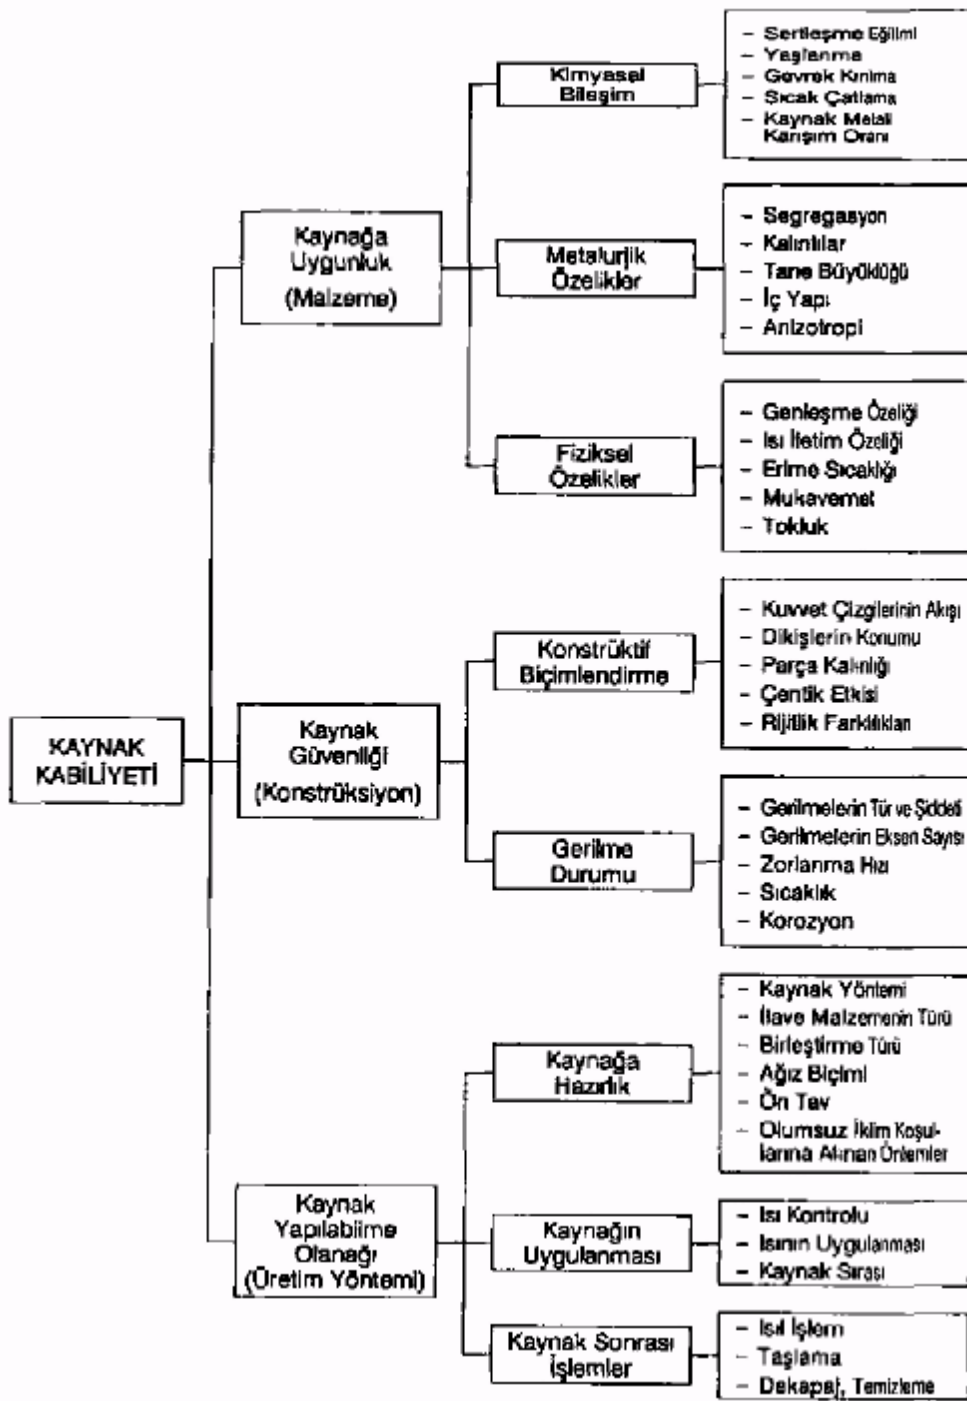 KAYNAK
KABİLİYETİ
Kaynağa
Uygunluk
(Malzeme)
Kimyasal
Bileşim
– Sertleşme Eğilimi
– Yaşlanma
– Gevrek Kırılma
– Sıcak Çatlama
– Kaynak Metali
Karışım Oranı
Metalurjik
Özelikler
– Segregasyon
– Kalıntılar
– Tane Büyüklüğü
– İç Yapı
– Anizotropi
Fiziksel
Özelikler
– Genleşme Özeliği
– Isı İletim Özeliği
– Erime Sıcaklığı
– Mukavemet
– Tokluk
Kaynak
Güvenliği
(Konstrüksiyon)
Konstrüktif
Biçimlendirme
– Kuvvet Çizgilerinin Akışı
– Dikişlerin Konumu
– Parça Kalınlığı
– Çentik Etkisi
– Rijitlik Farklılıkları
Gerilme
Durumu
– Gerilmelerin Tür ve Şiddeti
– Gerilmelerin Eksen Sayısı
– Zorlanma Hızı
– Sıcaklık
– Korozyon
Kaynak
Yapılabilme
Olanağı
(Üretim Yöntemi)
Kaynağa
Hazırlık
– Kaynak Yöntemi
– İlave Malzemenin Türü
– Birleştirme Türü
– Ağız Biçimi
– Ön Tav
– Olumsuz İklim Koşul-
larına Alınan Önlemler
Kaynağın
Uygulanması
– Isı Kontrolu
– Isının Uygulanması
– Kaynak Sırası
Kaynak Sonrası
İşlemler
– Isıl İşlem
– Taşlama
– Dekapaj, Temizleme